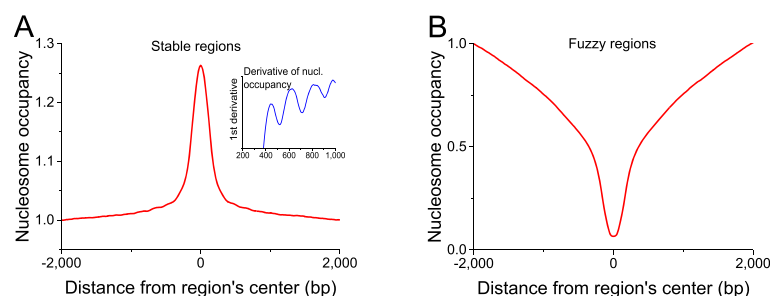 A
Stable regions
Nucleosome occupancy
1.3
1.2
1.1
1.0
-2,000
0
2,000
Distance from region's center (bp)
Derivative of nucl.
occupancy
1st derivative
200
400
600
800
1,000
B
Fuzzy regions
Nucleosome occupancy
1.0
0.5
0.0
-2,000
0
2,000
Distance from region's center (bp)